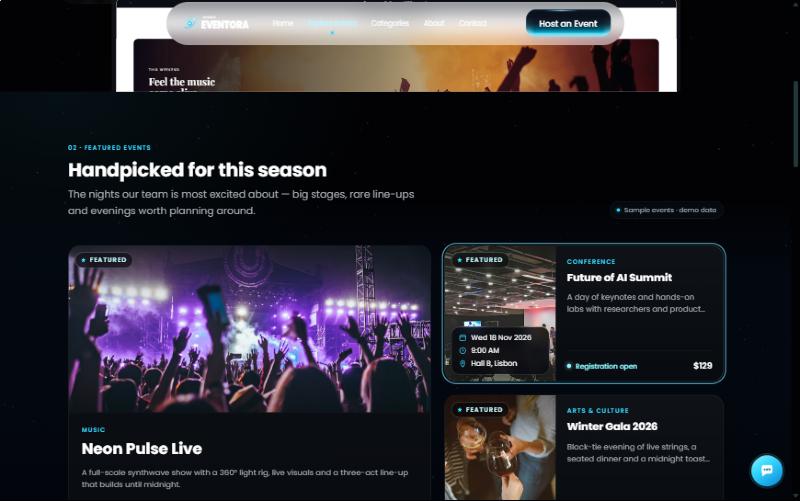 EVENTORA
Home
Categories
About
Contact
Host an Event
THIS WEEKEND
Feel the music
02 · FEATURED EVENTS
Handpicked for this season
The nights our team is most excited about — big stages, rare line-ups
and evenings worth planning around.
Sample events · demo data
★ FEATURED
MUSIC
Neon Pulse Live
A full-scale synthwave show with a 360° light rig, live visuals and a three-act line-up
that builds until midnight.
★ FEATURED
Wed 18 Nov 2026
9:00 AM
Hall B, Lisbon
CONFERENCE
Future of AI Summit
A day of keynotes and hands-on
labs with researchers and product…
Registration open
$129
★ FEATURED
ARTS & CULTURE
Winter Gala 2026
Black-tie evening of live strings, a
seated dinner and a midnight toast…